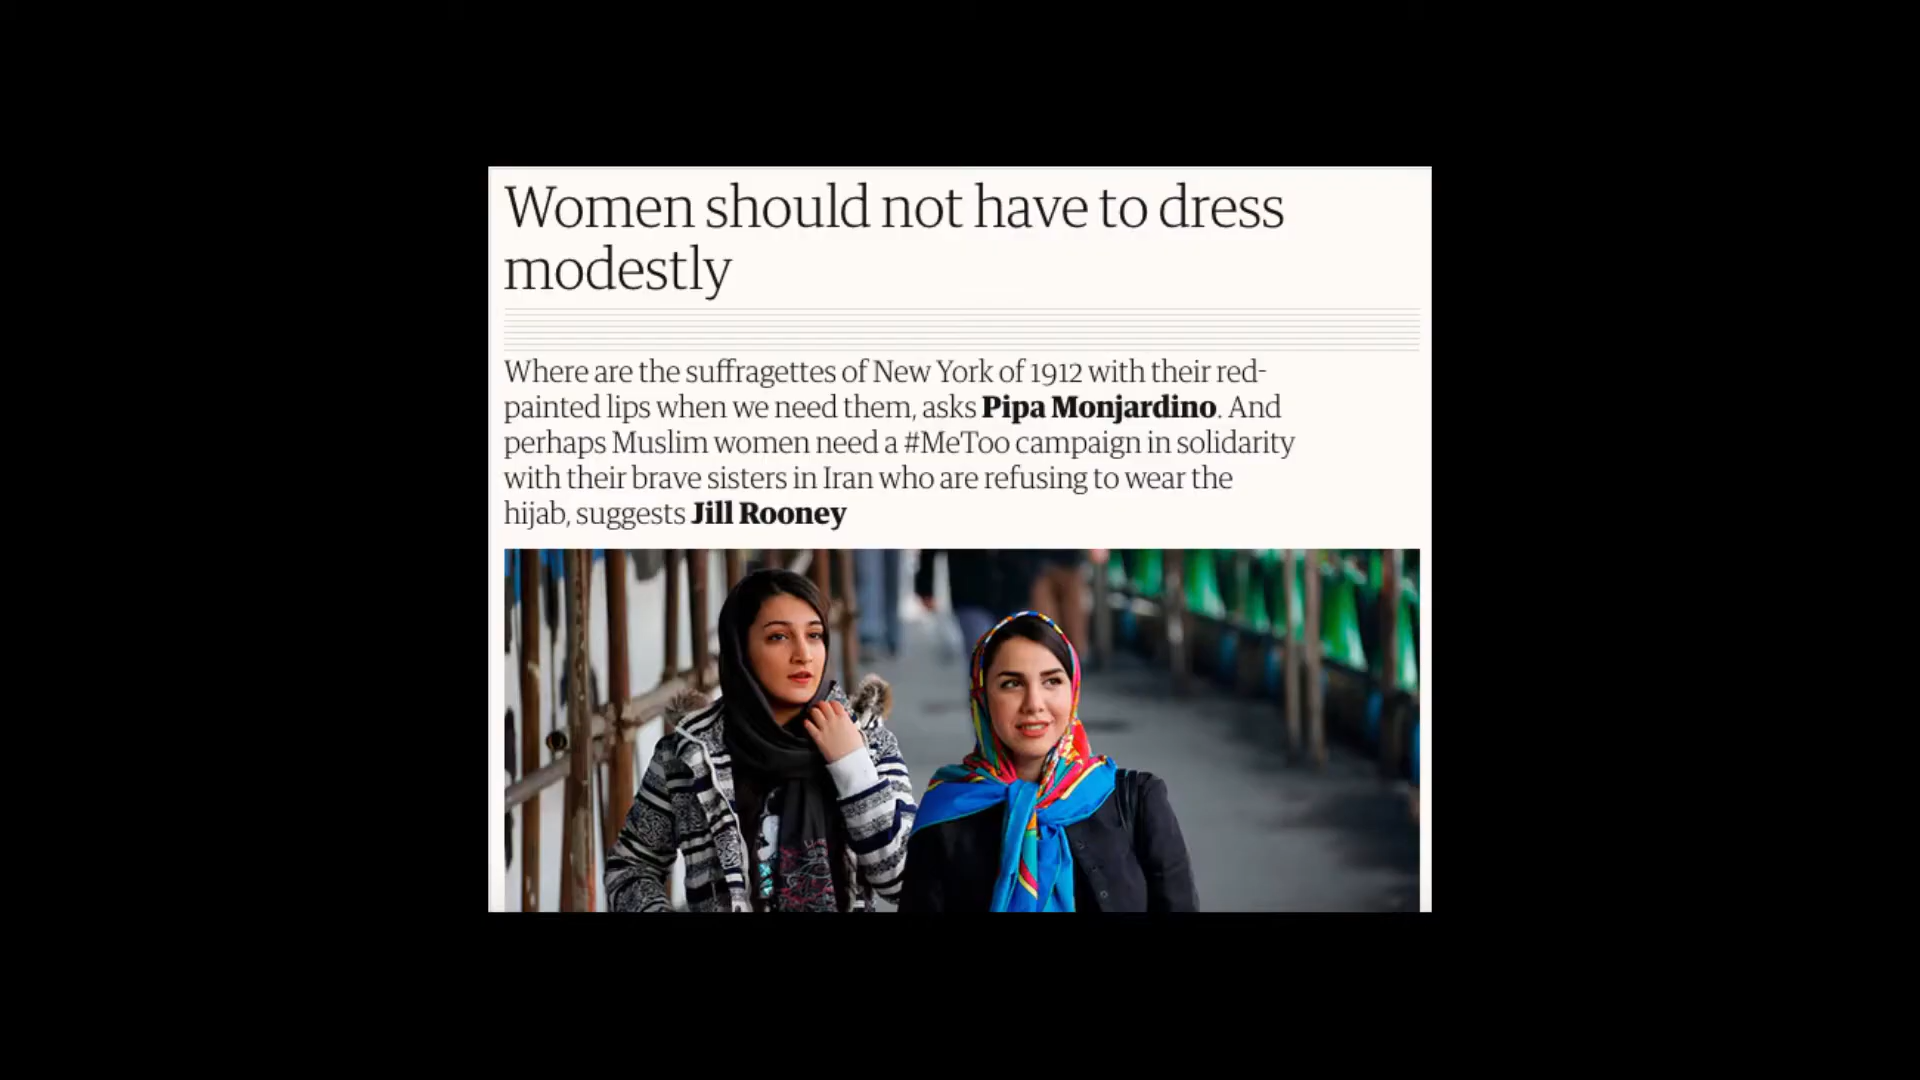 Women should not have to dress
modestly
Where are the suffragettes of New York of 1912 with their red-
painted lips when we need them, asks Pipa Monjardino. And
perhaps Muslim women need a #MeToo campaign in solidarity
with their brave sisters in Iran who are refusing to wear the
hijab, suggests Jill Rooney